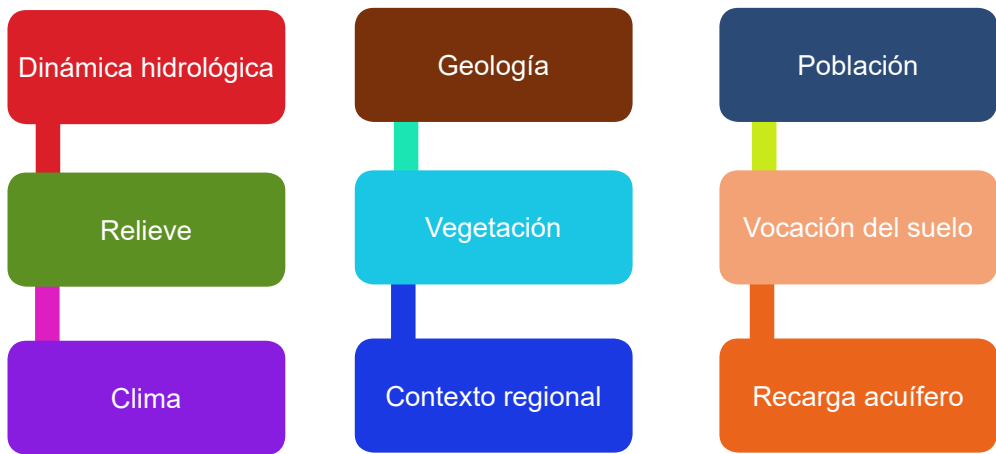 Dinámica hidrológica
Relieve
Clima
Geología
Vegetación
Contexto regional
Población
Vocación del suelo
Recarga acuífero